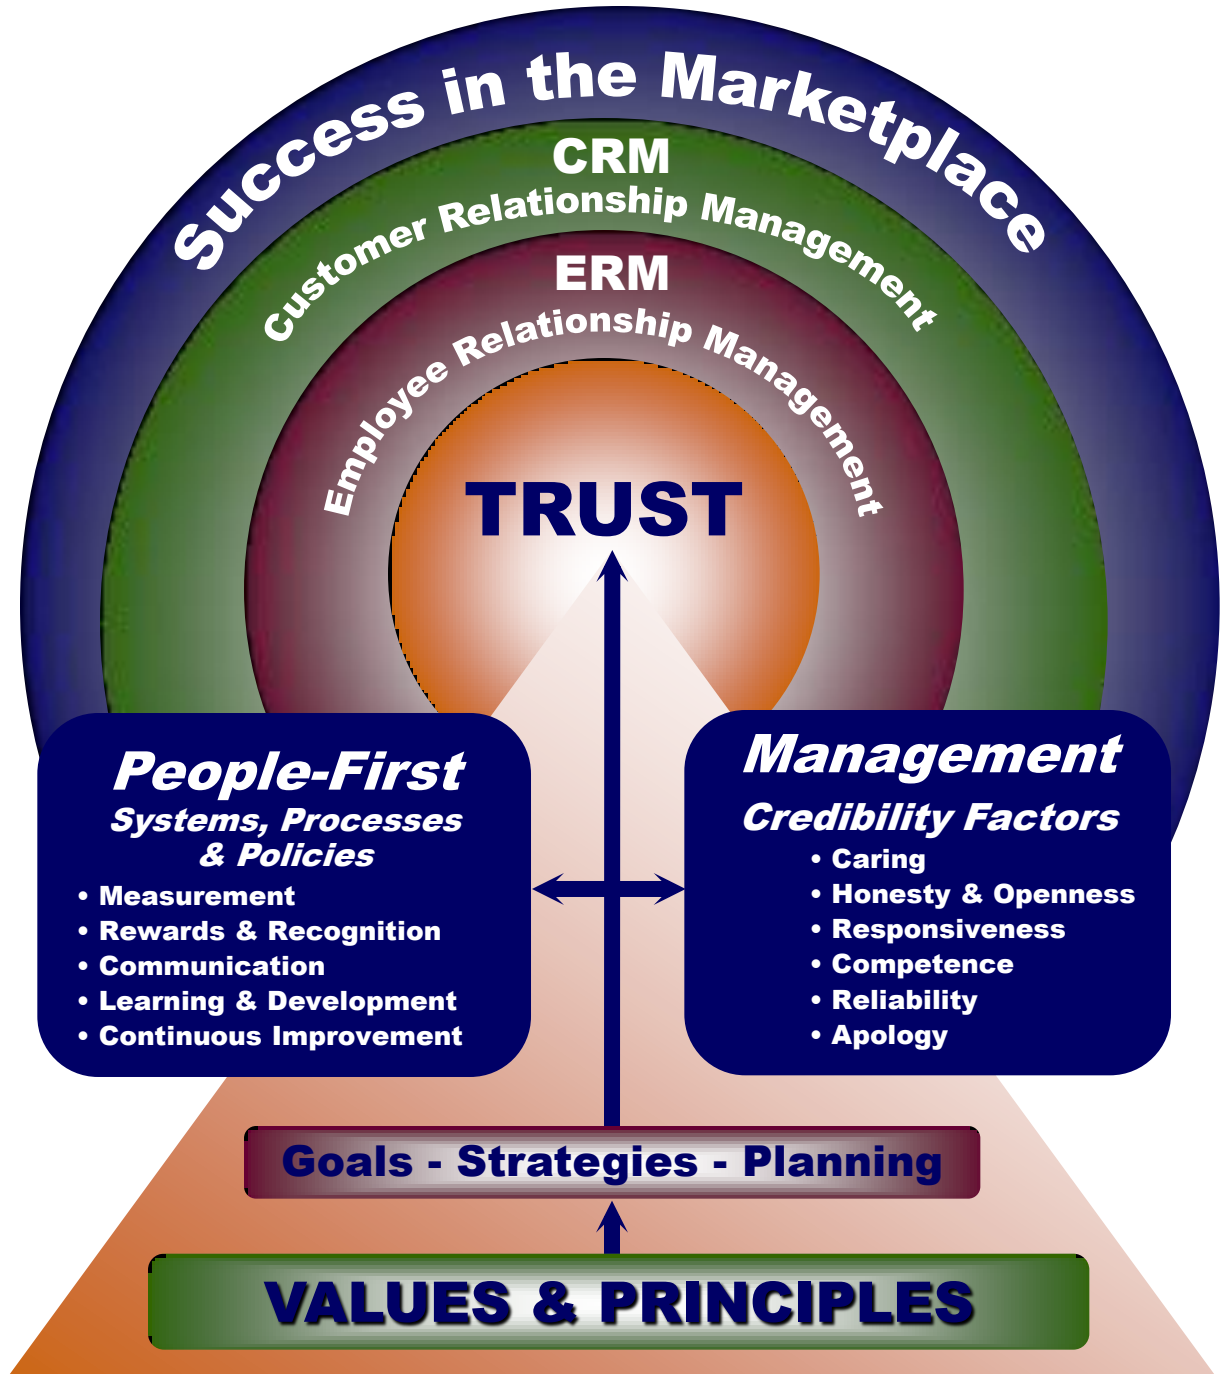 Success in the Marketplace
CRM
Customer Relationship Management
ERM
Employee Relationship Management
TRUST
People-First
Systems, Processes
& Policies
• Measurement
• Rewards & Recognition
• Communication
• Learning & Development
• Continuous Improvement
Management
Credibility Factors
• Caring
• Honesty & Openness
• Responsiveness
• Competence
• Reliability
• Apology
Goals - Strategies - Planning
VALUES & PRINCIPLES